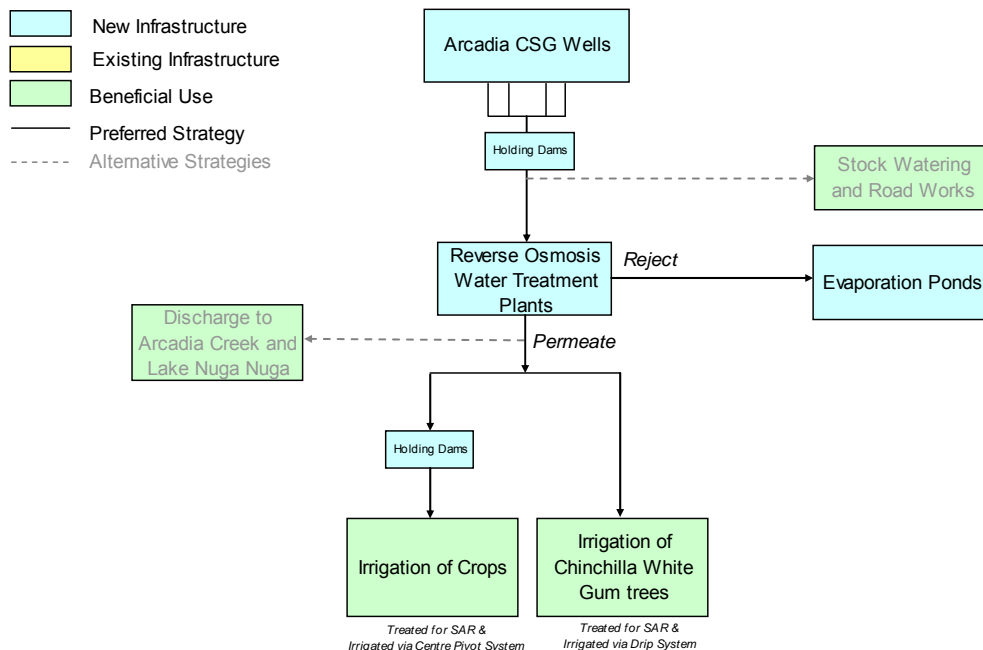 New Infrastructure
Existing Infrastructure
Beneficial Use
Preferred Strategy
Alternative Strategies
Arcadia CSG Wells
Holding Dams
Stock Watering
and Road Works
Reverse Osmosis
Water Treatment
Plants
Reject
Evaporation Ponds
Discharge to
Arcadia Creek and
Lake Nuga Nuga
Permeate
Holding Dams
Irrigation of Crops
Irrigation of
Chinchilla White
Gum trees
Treated for SAR &
Irrigated via Centre Pivot System
Treated for SAR &
Irrigated via Drip System